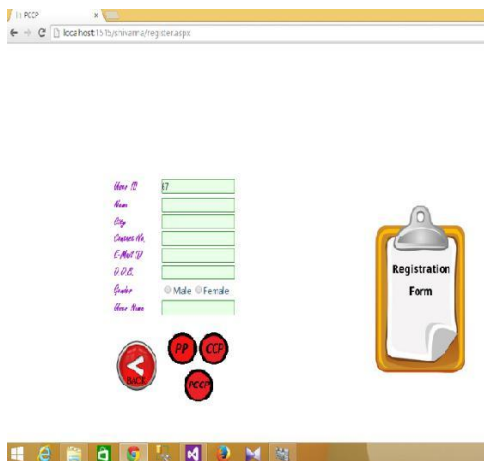 PCCP
localhost:1515/shivanna/register.aspx
User ID
67
Name
City
Contact No.
E-Mail ID
D.O.B.
Gender
Male
Female
User Name
Registration
Form
BACK
PP
CCP
PCCP